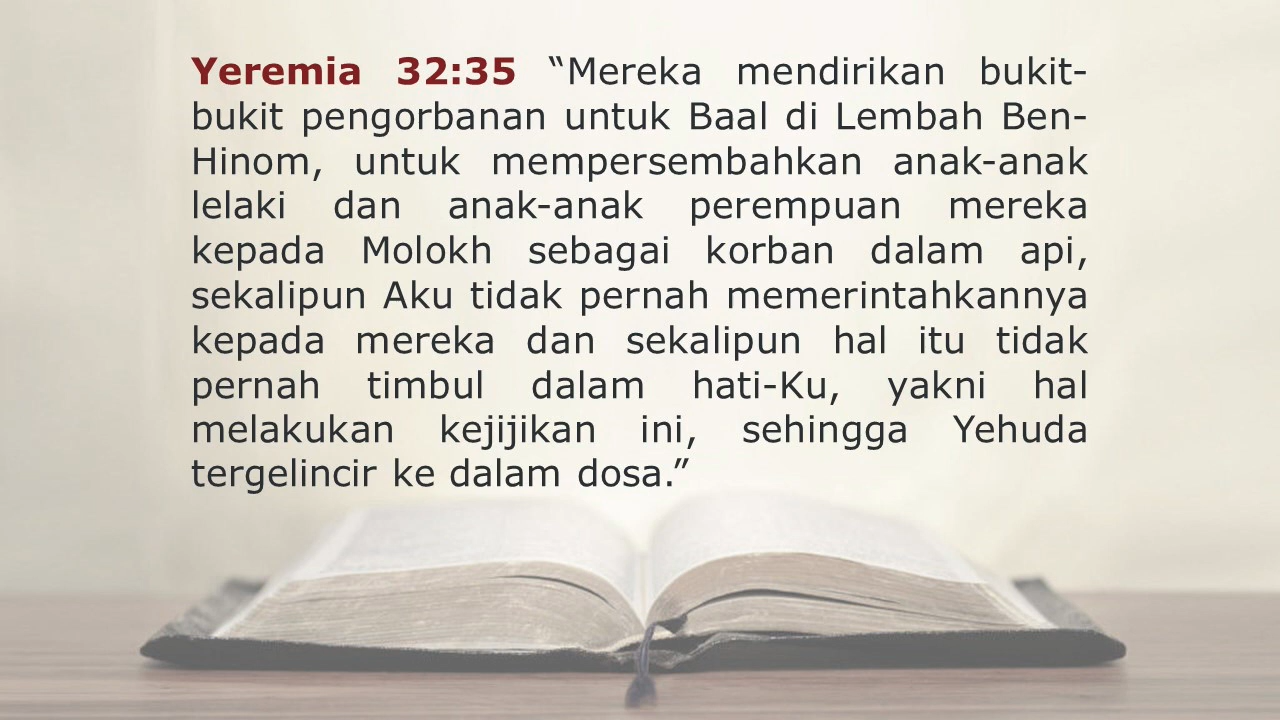 Yeremia 32:35 “Mereka mendirikan bukit-
bukit pengorbanan untuk Baal di Lembah Ben-
Hinom, untuk mempersembahkan anak-anak
lelaki dan anak-anak perempuan mereka
kepada Molokh sebagai korban dalam api,
sekalipun Aku tidak pernah memerintahkannya
kepada mereka dan sekalipun hal itu tidak
pernah timbul dalam hati-Ku, yakni hal
melakukan kejijikan ini, sehingga Yehuda
tergelincir ke dalam dosa.”